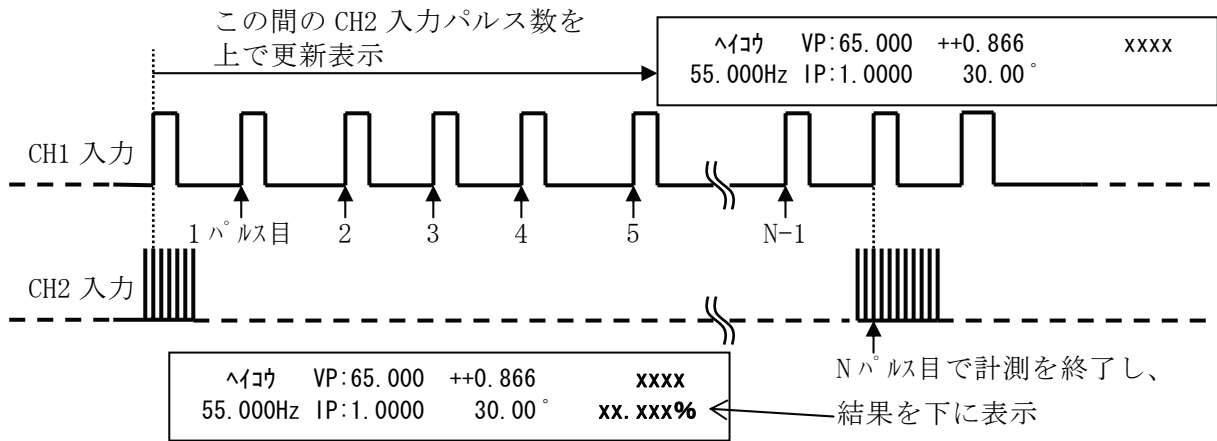 この間の CH2 入力パルス数を
上で更新表示
ﾍｲｺｳ VP:65.000 ++0.866 xxxx
55.000Hz IP:1.0000 30.00ﾟ
CH1 入力
1 ﾊﾟﾙｽ目 2 3 4 5 N-1
CH2 入力
ﾍｲｺｳ VP:65.000 ++0.866 xxxx
55.000Hz IP:1.0000 30.00ﾟ xx.xxx%
N ﾊﾟﾙｽ目で計測を終了し、
結果を下に表示